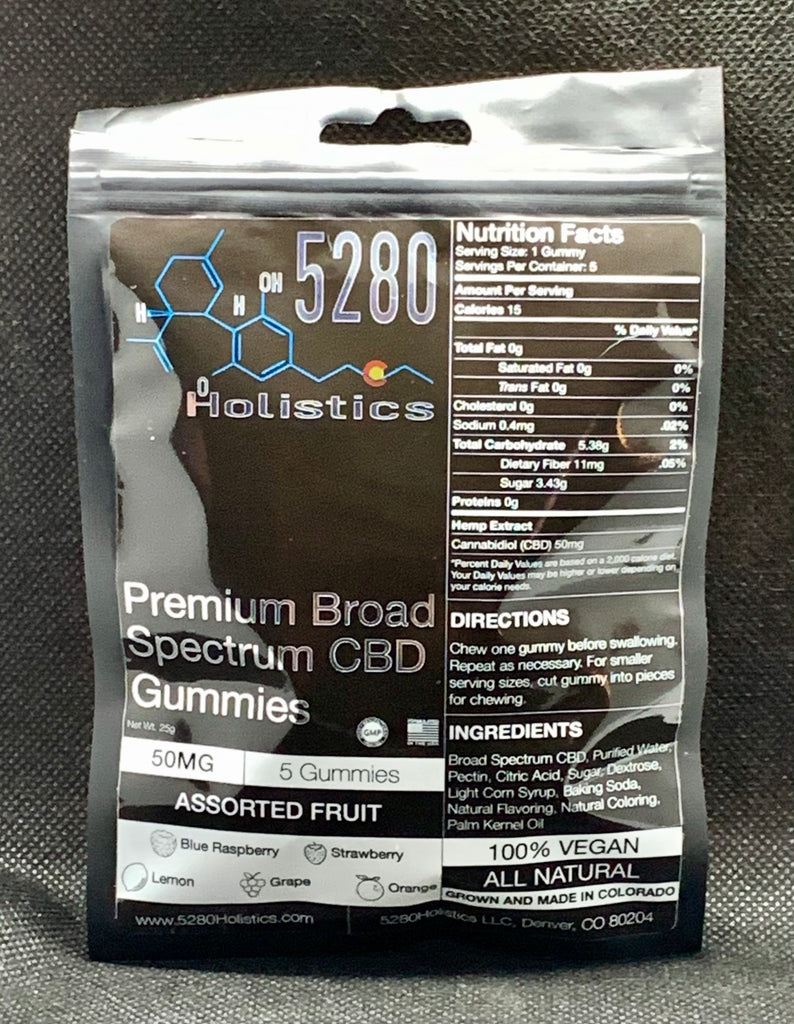 5280
OH
H
H
O
Holistics
Premium Broad
Spectrum CBD
Gummies
Net Wt. 25g
GMP
50MG
5 Gummies
ASSORTED FRUIT
Blue Raspberry
Strawberry
Lemon
Grape
Orange
www.5280Holistics.com
Nutrition Facts
Serving Size: 1 Gummy
Servings Per Container: 5
Amount Per Serving
Calories 15
% Daily Value*
Total Fat 0g
Saturated Fat 0g 0%
Trans Fat 0g 0%
Cholesterol 0g 0%
Sodium 0.4mg .02%
Total Carbohydrate 5.38g 2%
Dietary Fiber 11mg .05%
Sugar 3.43g
Proteins 0g
Hemp Extract
Cannabidiol (CBD) 50mg
*Percent Daily Values are based on a 2,000 calorie diet.
Your Daily Values may be higher or lower depending on
your calorie needs.
DIRECTIONS
Chew one gummy before swallowing.
Repeat as necessary. For smaller
serving sizes, cut gummy into pieces
for chewing.
INGREDIENTS
Broad Spectrum CBD, Purified Water,
Pectin, Citric Acid, Sugar, Dextrose,
Light Corn Syrup, Baking Soda,
Natural Flavoring, Natural Coloring,
Palm Kernel Oil
100% VEGAN
ALL NATURAL
GROWN AND MADE IN COLORADO
5280Holistics LLC, Denver, CO 80204